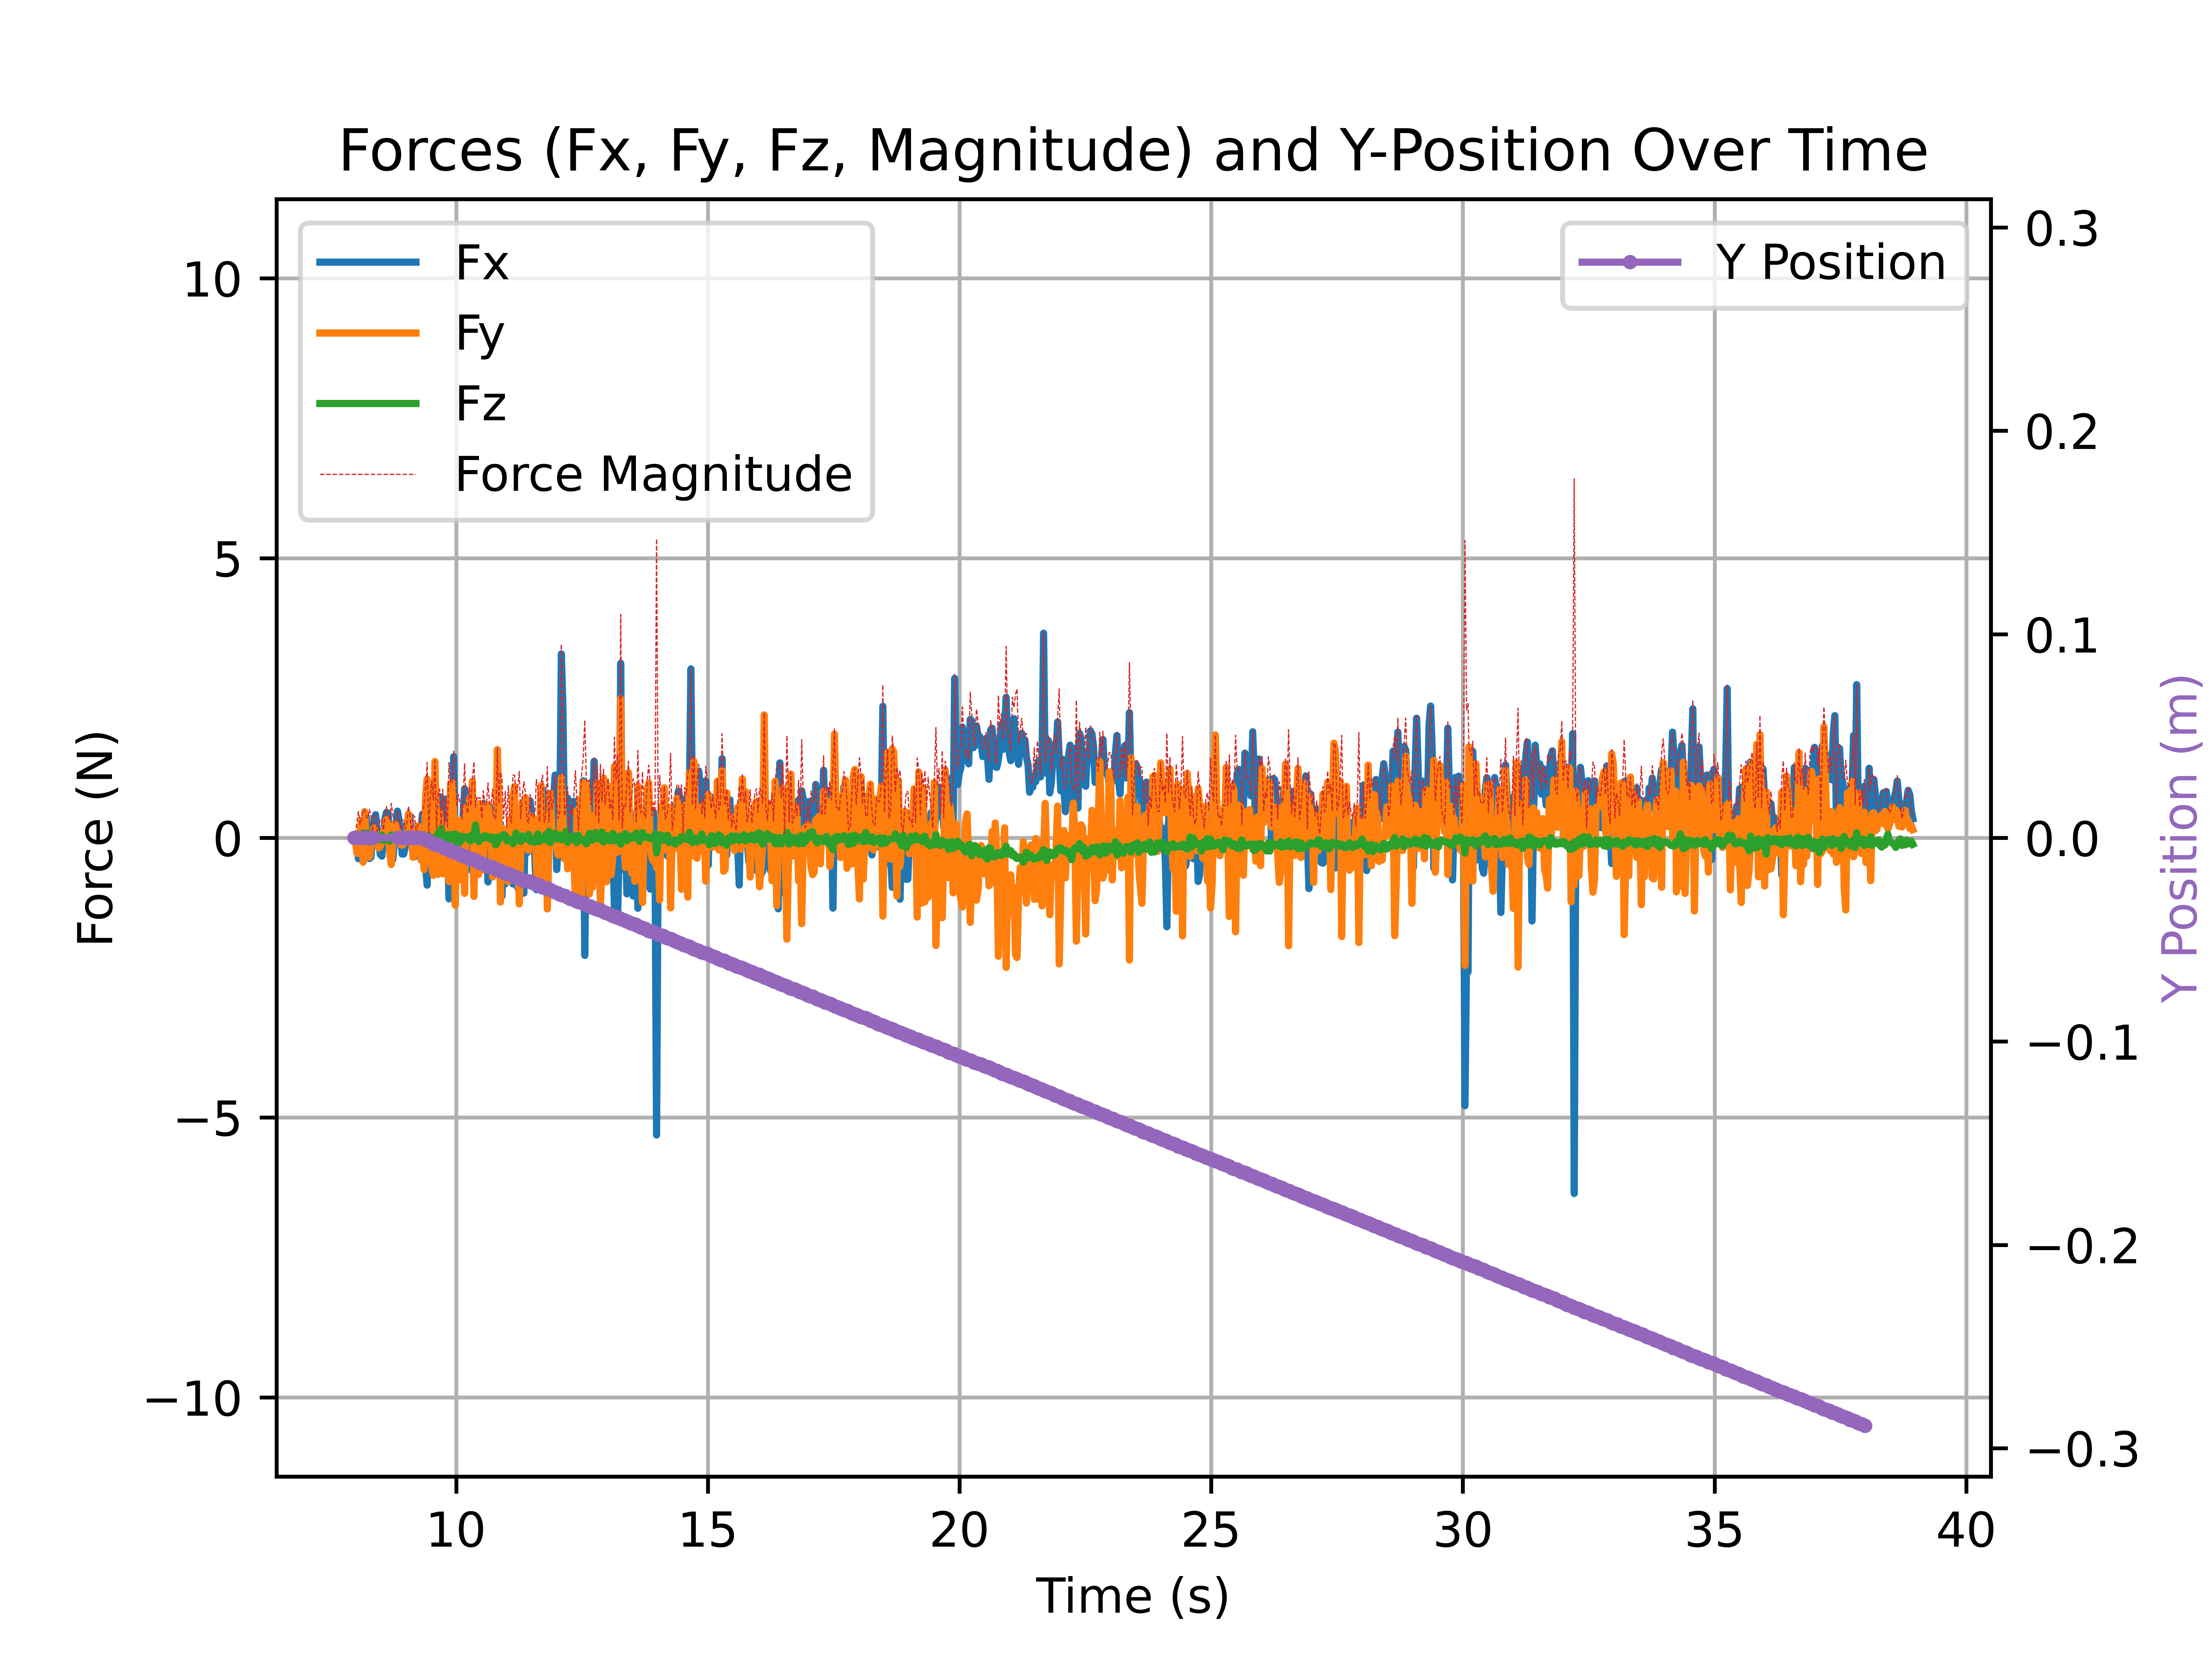 Forces (Fx, Fy, Fz, Magnitude) and Y-Position Over Time
Fx
Fy
Fz
Force Magnitude
Y Position
10
5
0
−5
−10
Force (N)
0.3
0.2
0.1
0.0
−0.1
−0.2
−0.3
Y Position (m)
10 15 20 25 30 35 40
Time (s)